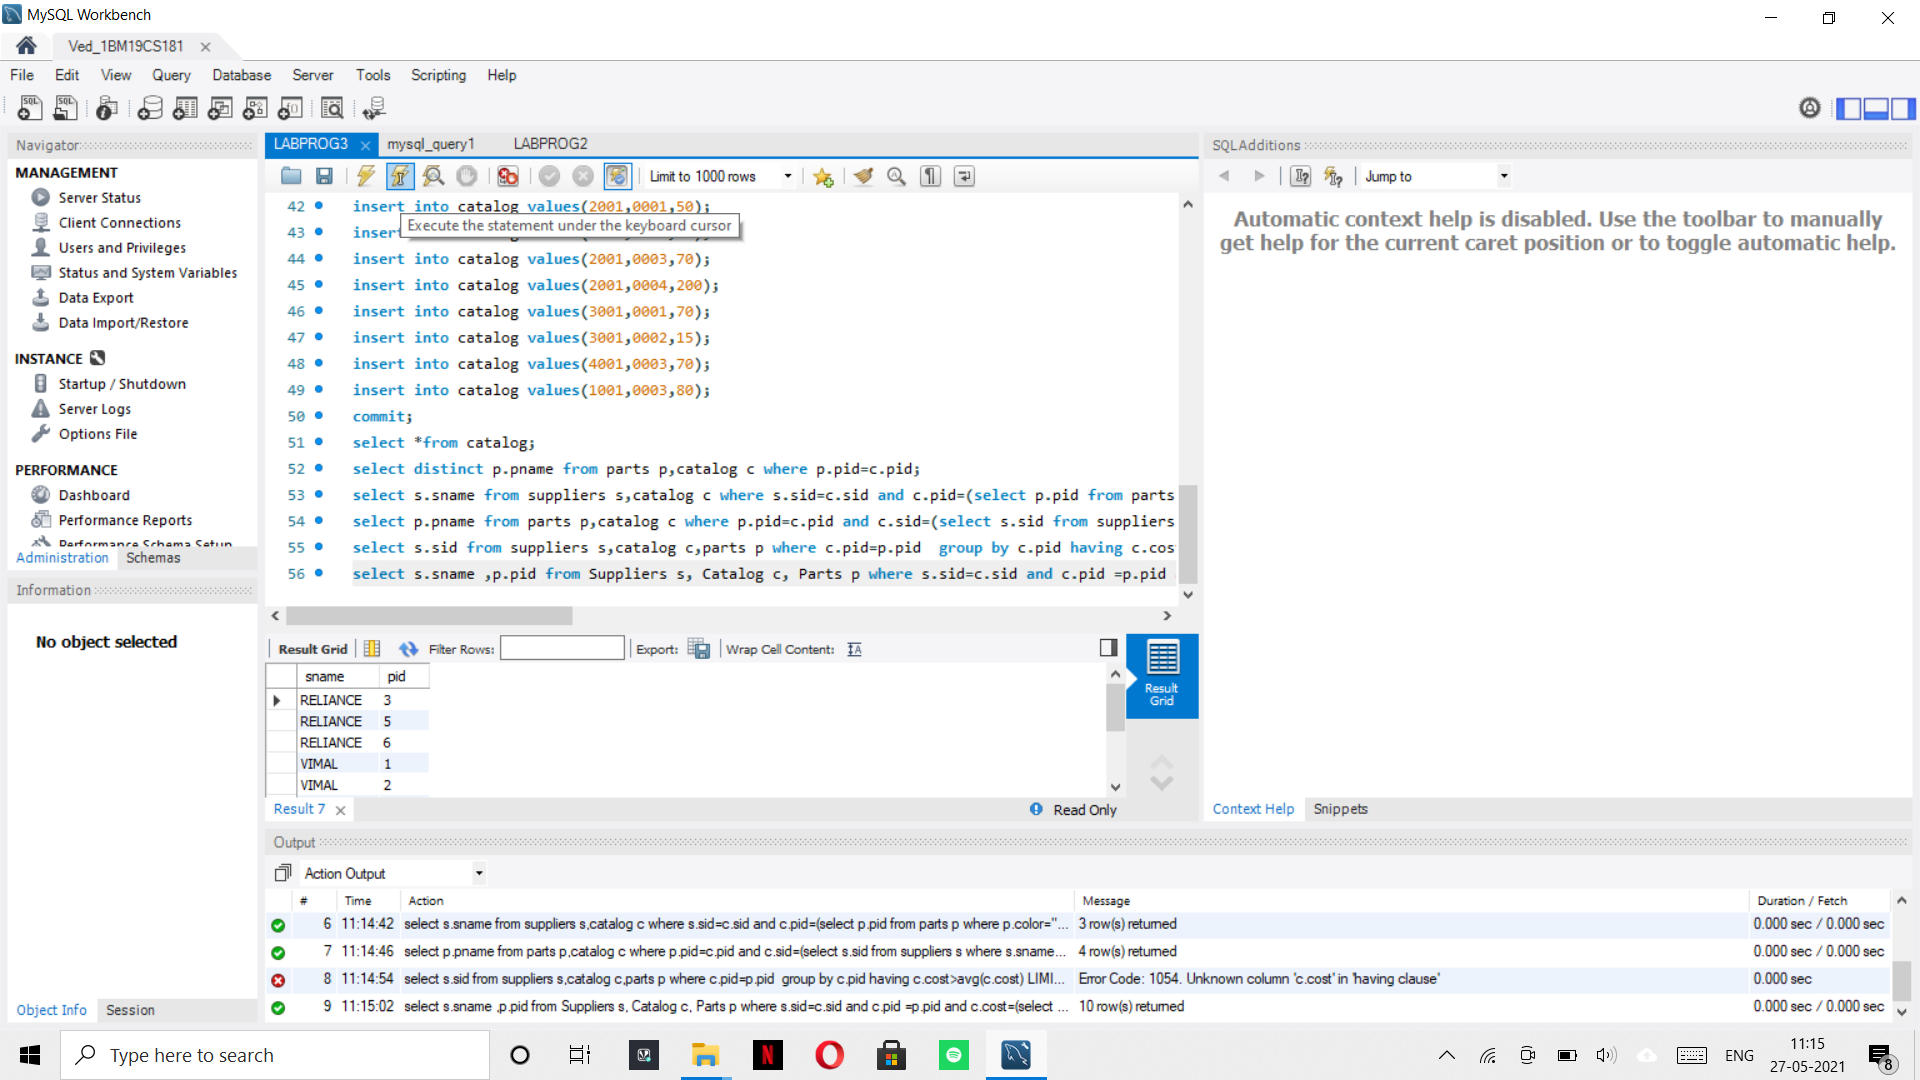 MySQL Workbench
Ved_1BM19CS181
File Edit View Query Database Server Tools Scripting Help
Navigator
MANAGEMENT
Server Status
Client Connections
Users and Privileges
Status and System Variables
Data Export
Data Import/Restore
INSTANCE
Startup / Shutdown
Server Logs
Options File
PERFORMANCE
Dashboard
Performance Reports
Performance Schema Setup
Administration Schemas
Information
No object selected
Object Info Session
LABPROG3 mysql_query1 LABPROG2
Limit to 1000 rows
42 insert into catalog values(2001,0001,50);
Execute the statement under the keyboard cursor
43 insert
44 insert into catalog values(2001,0003,70);
45 insert into catalog values(2001,0004,200);
46 insert into catalog values(3001,0001,70);
47 insert into catalog values(3001,0002,15);
48 insert into catalog values(4001,0003,70);
49 insert into catalog values(1001,0003,80);
50 commit;
51 select *from catalog;
52 select distinct p.pname from parts p,catalog c where p.pid=c.pid;
53 select s.sname from suppliers s,catalog c where s.sid=c.sid and c.pid=(select p.pid from parts
54 select p.pname from parts p,catalog c where p.pid=c.pid and c.sid=(select s.sid from suppliers
55 select s.sid from suppliers s,catalog c,parts p where c.pid=p.pid  group by c.pid having c.cos
56 select s.sname ,p.pid from Suppliers s, Catalog c, Parts p where s.sid=c.sid and c.pid =p.pid
Result Grid Filter Rows: Export: Wrap Cell Content:
sname pid
RELIANCE 3
RELIANCE 5
RELIANCE 6
VIMAL 1
VIMAL 2
Result Grid
Result 7
Read Only
SQLAdditions
Jump to
Automatic context help is disabled. Use the toolbar to manually
get help for the current caret position or to toggle automatic help.
Context Help Snippets
Output
Action Output
# Time Action Message Duration / Fetch
6 11:14:42 select s.sname from suppliers s,catalog c where s.sid=c.sid and c.pid=(select p.pid from parts p where p.color="... 3 row(s) returned 0.000 sec / 0.000 sec
7 11:14:46 select p.pname from parts p,catalog c where p.pid=c.pid and c.sid=(select s.sid from suppliers s where s.sname... 4 row(s) returned 0.000 sec / 0.000 sec
8 11:14:54 select s.sid from suppliers s,catalog c,parts p where c.pid=p.pid  group by c.pid having c.cost>avg(c.cost) LIMI... Error Code: 1054. Unknown column 'c.cost' in 'having clause' 0.000 sec
9 11:15:02 select s.sname ,p.pid from Suppliers s, Catalog c, Parts p where s.sid=c.sid and c.pid =p.pid and c.cost=(select ... 10 row(s) returned 0.000 sec / 0.000 sec
Type here to search
ENG
11:15
27-05-2021
8